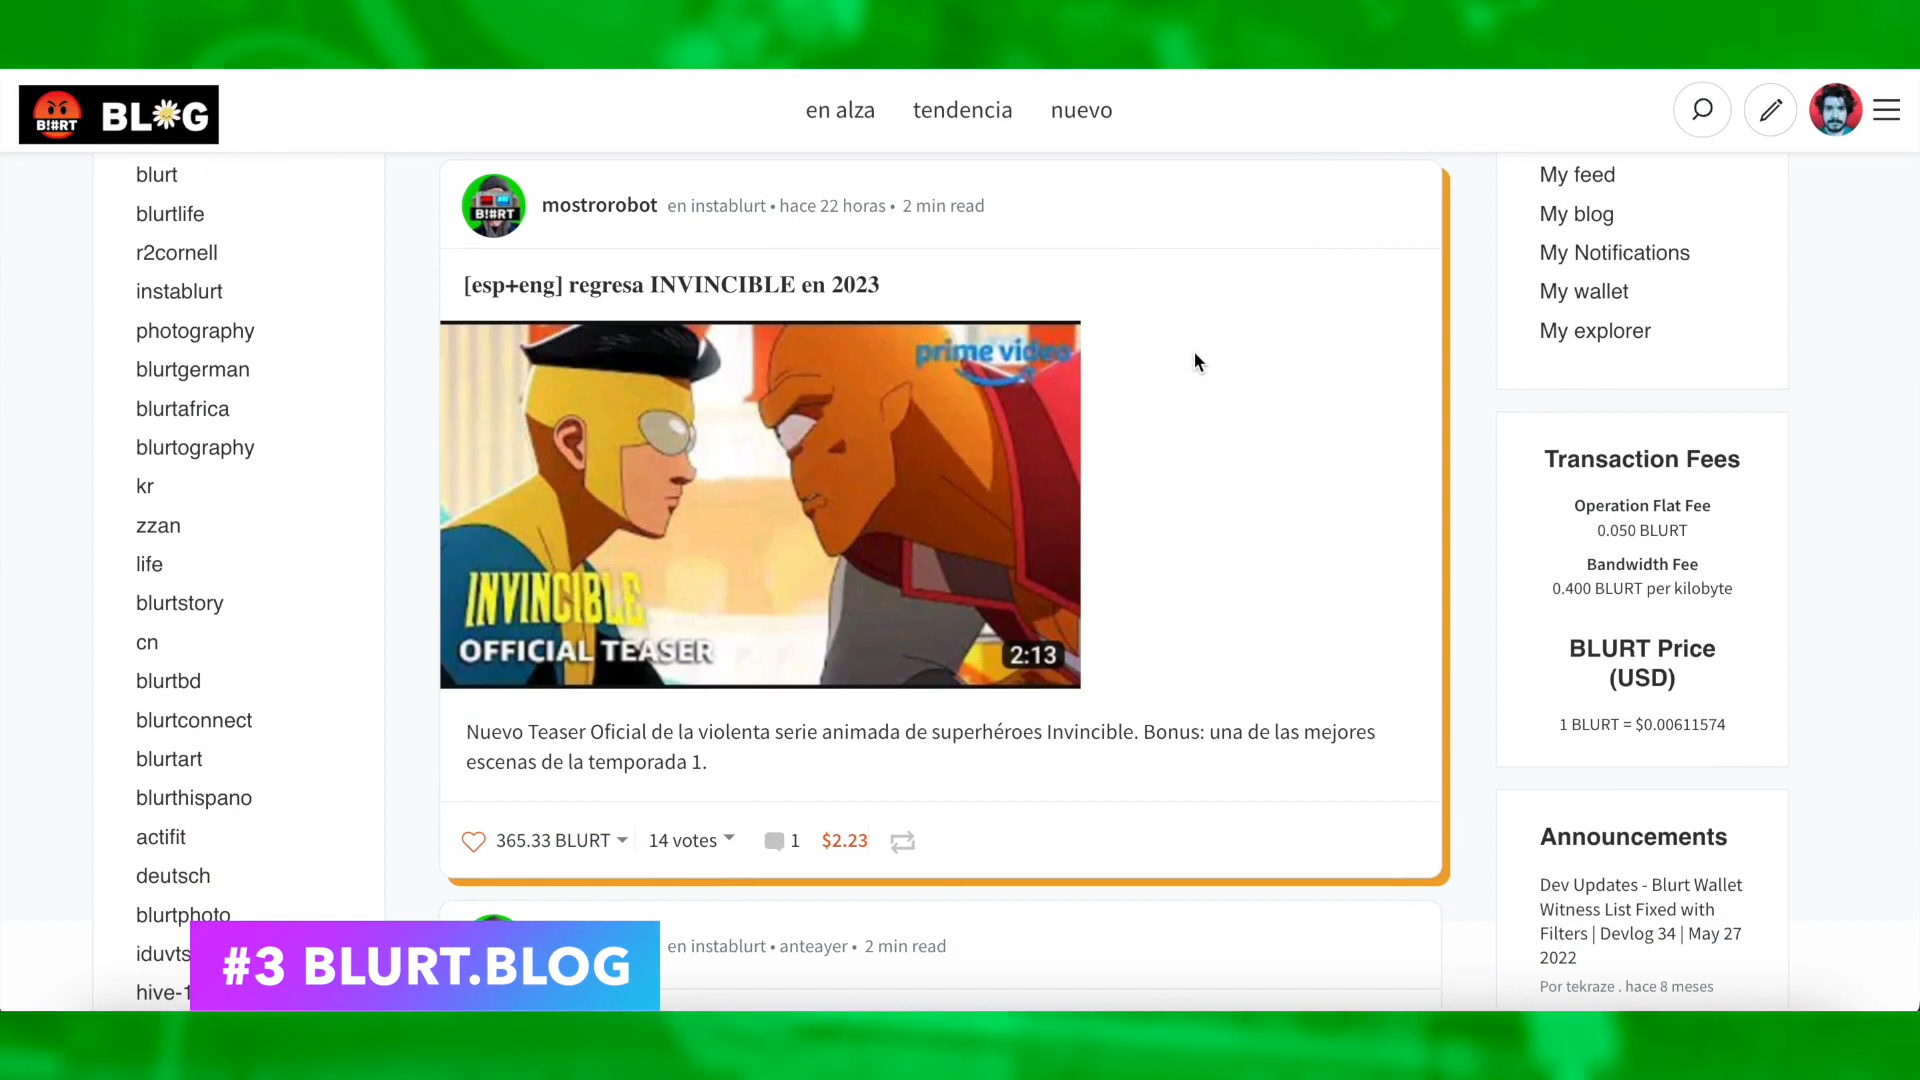 B!#RT BLOG
en alza tendencia nuevo
blurt
blurtlife
r2cornell
instablurt
photography
blurtgerman
blurtafrica
blurtography
kr
zzan
life
blurtstory
cn
blurtbd
blurtconnect
blurtart
blurthispano
actifit
deutsch
blurtphoto
B!#RT
mostrorobot en instablurt • hace 22 horas • 2 min read
[esp+eng] regresa INVINCIBLE en 2023
prime video
INVINCIBLE
OFFICIAL TEASER
2:13
Nuevo Teaser Oficial de la violenta serie animada de superhéroes Invincible. Bonus: una de las mejores
escenas de la temporada 1.
365.33 BLURT 14 votes 1 $2.23
en instablurt • anteayer • 2 min read
#3 BLURT.BLOG
My feed
My blog
My Notifications
My wallet
My explorer
Transaction Fees
Operation Flat Fee
0.050 BLURT
Bandwidth Fee
0.400 BLURT per kilobyte
BLURT Price
(USD)
1 BLURT = $0.00611574
Announcements
Dev Updates - Blurt Wallet
Witness List Fixed with
Filters | Devlog 34 | May 27
2022
Por tekraze . hace 8 meses